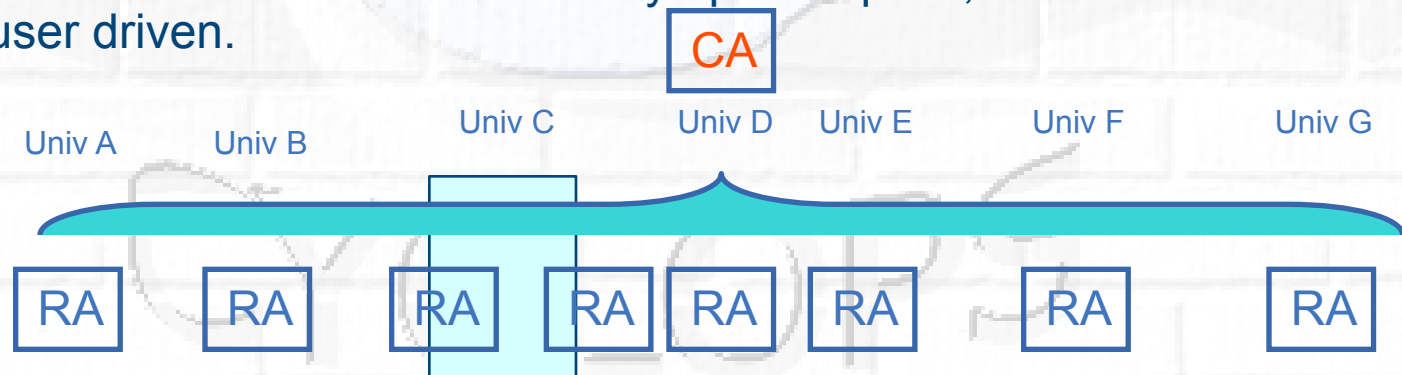 user driven.
CA
Univ A Univ B Univ C Univ D Univ E Univ F Univ G
RA RA RA RA RA RA RA RA